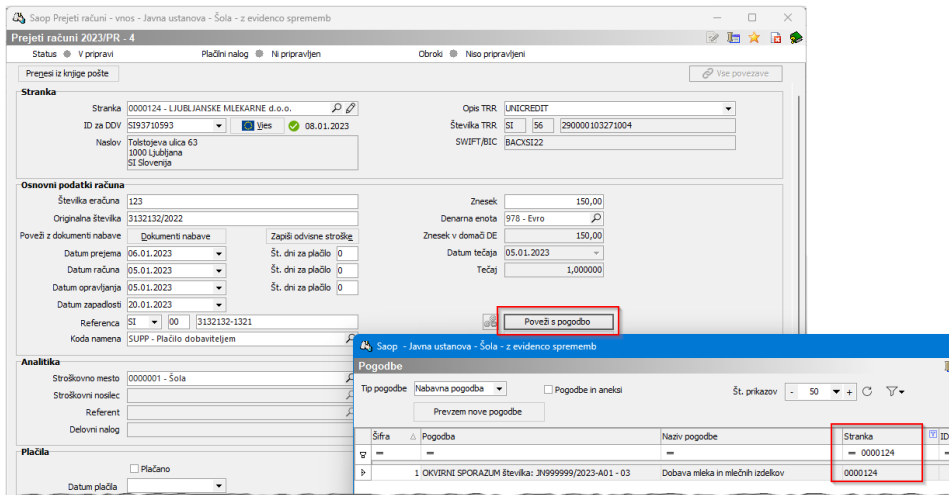 Saop Prejeti računi - vnos - Javna ustanova - Šola - z evidenco sprememb
Prejeti računi 2023/PR - 4
Status V pripravi Plačilni nalog Ni pripravljen Obroki Niso pripravljeni
Prenesi iz knjige pošte Vse povezave
Stranka
Stranka 0000124 - LJUBLJANSKE MLEKARNE d.o.o. Opis TRR UNICREDIT
ID za DDV SI93710593 Vies 08.01.2023 Številka TRR SI 56 290000103271004
Naslov Tolstojeva ulica 63 SWIFT/BIC BACXSI22
1000 Ljubljana
SI Slovenija
Osnovni podatki računa
Številka eračuna 123 Znesek 150,00
Originalna številka 3132132/2022 Denarna enota 978 - Evro
Poveži z dokumenti nabave Dokumenti nabave Zapiši odvisne stroške Znesek v domači DE 150,00
Datum prejema 06.01.2023 Št. dni za plačilo 0 Datum tečaja 05.01.2023
Datum računa 05.01.2023 Št. dni za plačilo 0 Tečaj 1,000000
Datum opravljanja 05.01.2023 Št. dni za plačilo 0
Datum zapadlosti 20.01.2023
Referenca SI 00 3132132-1321 Poveži s pogodbo
Koda namena SUPP - Plačilo dobaviteljem
Analitika
Stroškovno mesto 0000001 - Šola
Stroškovni nosilec
Referent
Delovni nalog
Plačila
Plačano
Datum plačila
Saop - Javna ustanova - Šola - z evidenco sprememb
Pogodbe
Tip pogodbe Nabavna pogodba Pogodbe in aneksi Št. prikazov - 50 +
Prevzem nove pogodbe
Šifra Pogodba Naziv pogodbe Stranka ID
= = = = 0000124 =
1 OKVIRNI SPORAZUM številka: JN999999/2023-A01 - 03 Dobava mleka in mlečnih izdelkov 0000124